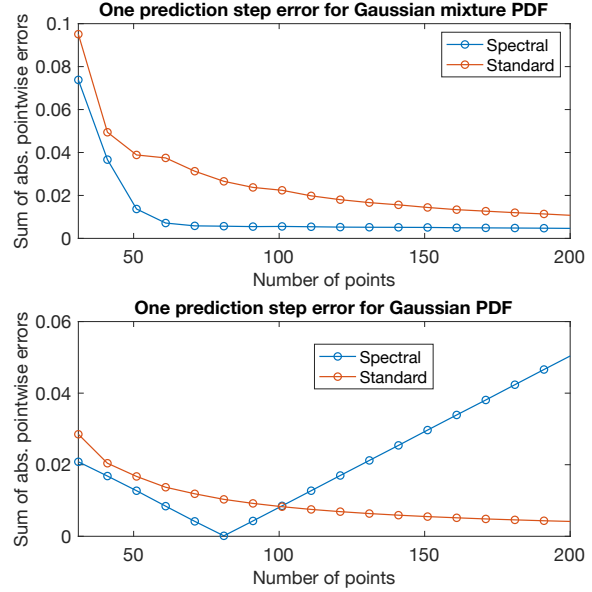 One prediction step error for Gaussian mixture PDF
0.1
0.08
0.06
0.04
0.02
0
Sum of abs. pointwise errors
Spectral
Standard
50
100
150
200
Number of points
One prediction step error for Gaussian PDF
0.06
0.04
0.02
0
Sum of abs. pointwise errors
Spectral
Standard
50
100
150
200
Number of points